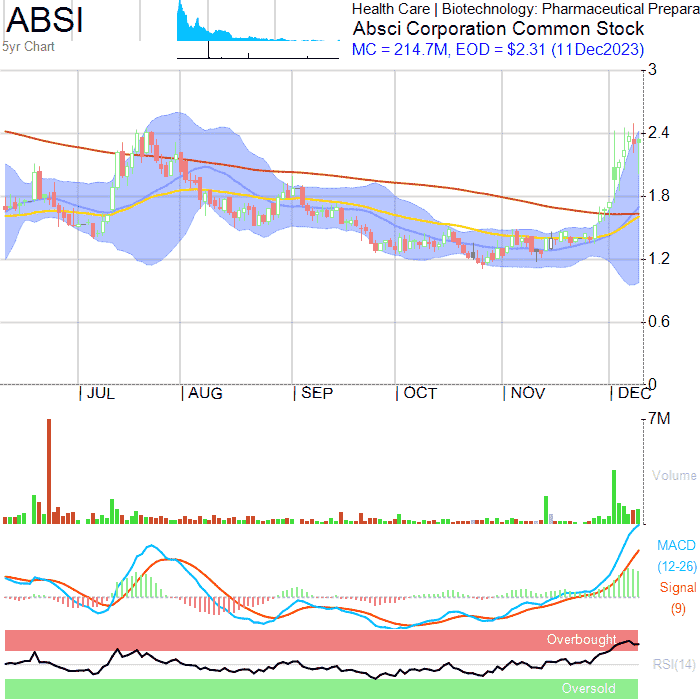 ABSI
5yr Chart
Health Care | Biotechnology: Pharmaceutical Prepara
Absci Corporation Common Stock
MC = 214.7M, EOD = $2.31 (11Dec2023)
3
2.4
1.8
1.2
0.6
0
JUL AUG SEP OCT NOV DEC
7M
Volume
MACD
(12-26)
Signal
(9)
Overbought
RSI(14)
Oversold